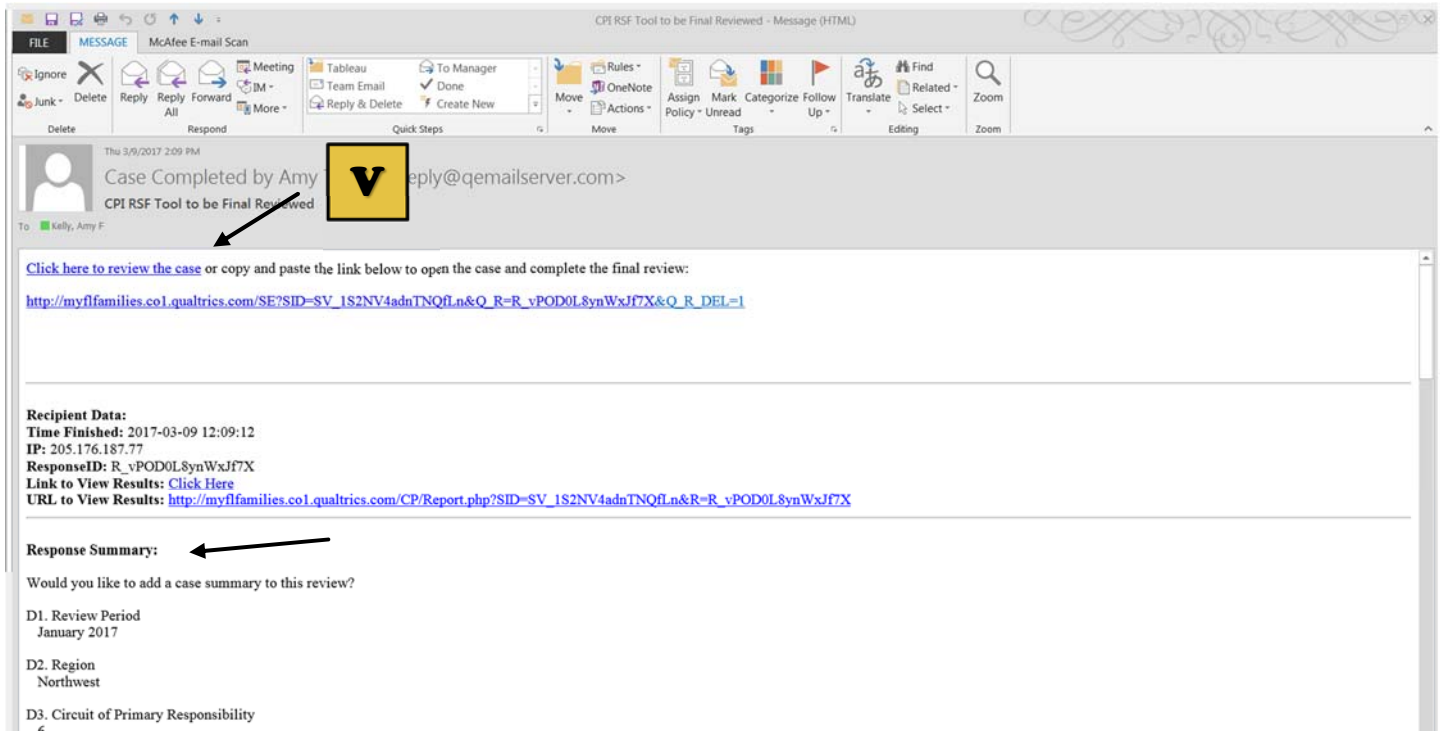 CPI RSF Tool to be Final Reviewed - Message (HTML)
FILE MESSAGE McAfee E-mail Scan
Ignore
Junk
Delete
Delete
Reply
Reply All
Forward
Meeting
IM
More
Respond
Tableau
Team Email
Reply & Delete
To Manager
Done
Create New
Quick Steps
Move
Rules
OneNote
Actions
Move
Assign Policy
Mark Unread
Categorize
Follow Up
Tags
Translate
Find
Related
Select
Editing
Zoom
Zoom
Thu 3/9/2017 2:09 PM
Case Completed by Amy eply@qemailserver.com>
V
CPI RSF Tool to be Final Reviewed
To Kelly, Amy F
Click here to review the case or copy and paste the link below to open the case and complete the final review:
http://myflfamilies.co1.qualtrics.com/SE?SID=SV_1S2NV4adnTNQfLn&Q_R=R_vPOD0L8ynWxJf7X&Q_R_DEL=1
Recipient Data:
Time Finished: 2017-03-09 12:09:12
IP: 205.176.187.77
ResponseID: R_vPOD0L8ynWxJf7X
Link to View Results: Click Here
URL to View Results: http://myflfamilies.co1.qualtrics.com/CP/Report.php?SID=SV_1S2NV4adnTNQfLn&R=R_vPOD0L8ynWxJf7X
Response Summary:
Would you like to add a case summary to this review?
D1. Review Period
January 2017
D2. Region
Northwest
D3. Circuit of Primary Responsibility
6